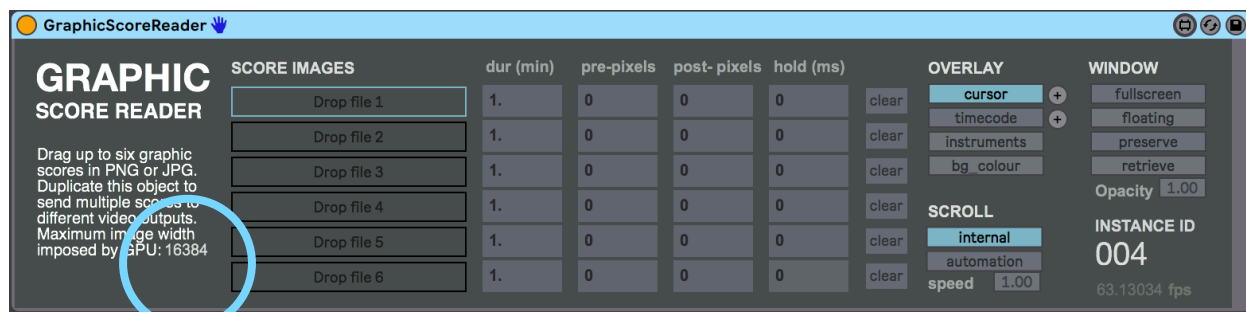 GraphicScoreReader
GRAPHIC
SCORE READER
Drag up to six graphic
scores in PNG or JPG.
Duplicate this object to
send multiple scores to
different video outputs.
Maximum image width
imposed by GPU: 16384
SCORE IMAGES dur (min) pre-pixels post- pixels hold (ms)
Drop file 1 1. 0 0 0 clear
Drop file 2 1. 0 0 0 clear
Drop file 3 1. 0 0 0 clear
Drop file 4 1. 0 0 0 clear
Drop file 5 1. 0 0 0 clear
Drop file 6 1. 0 0 0 clear
OVERLAY
cursor +
timecode +
instruments
bg_colour
SCROLL
internal
automation
speed 1.00
WINDOW
fullscreen
floating
preserve
retrieve
Opacity 1.00
INSTANCE ID
004
63.13034 fps